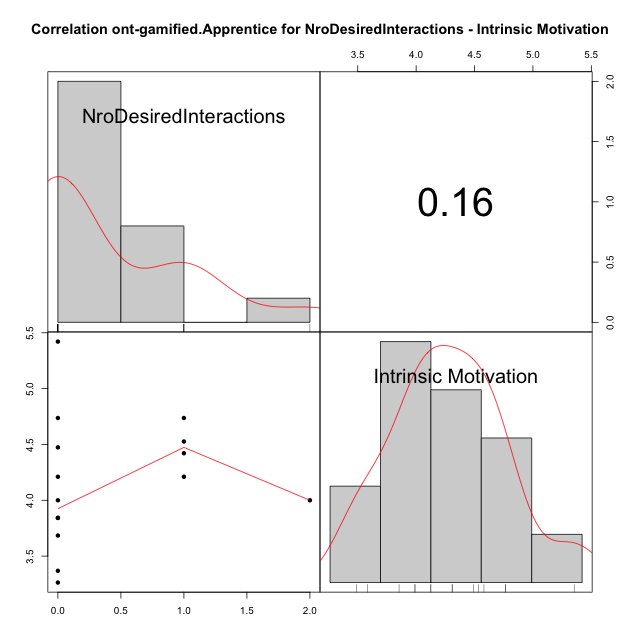 Correlation ont-gamified.Apprentice for NroDesiredInteractions - Intrinsic Motivation
3.5 4.0 4.5 5.0 5.5
NroDesiredInteractions
0.16
2.0
1.5
1.0
0.5
0.0
5.5
5.0
4.5
4.0
3.5
Intrinsic Motivation
0.0 0.5 1.0 1.5 2.0